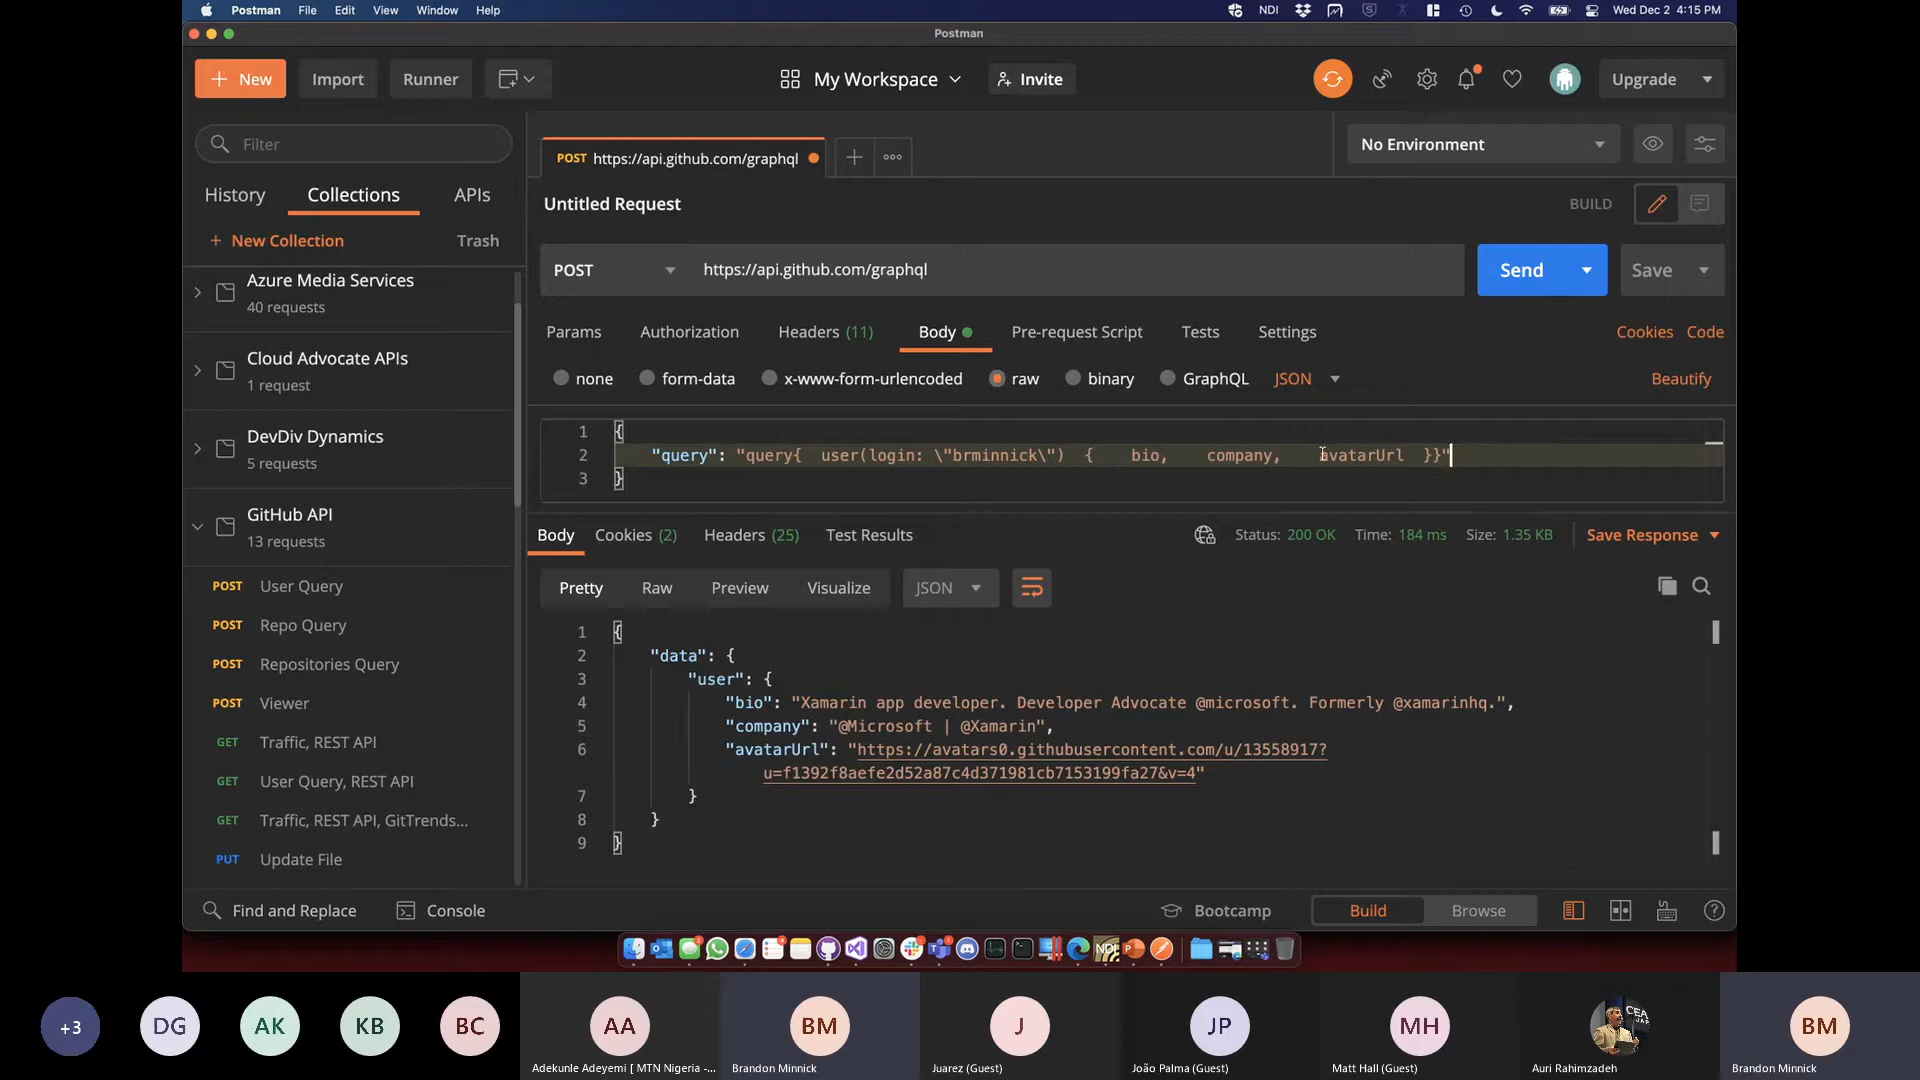 Postman File Edit View Window Help
NDI Wed Dec 2 4:15 PM
Postman
New Import Runner
My Workspace
Invite
Upgrade
Filter
POST https://api.github.com/graphql
No Environment
History Collections APIs
Untitled Request
BUILD
+ New Collection Trash
POST https://api.github.com/graphql
Send Save
Azure Media Services
40 requests
Params Authorization Headers (11) Body Pre-request Script Tests Settings Cookies Code
Cloud Advocate APIs
1 request
none form-data x-www-form-urlencoded raw binary GraphQL JSON Beautify
DevDiv Dynamics
5 requests
1 {
2 "query": "query{ user(login: \"brminnick\") { bio, company, avatarUrl }}"
3 }
GitHub API
13 requests
Body Cookies (2) Headers (25) Test Results Status: 200 OK Time: 184 ms Size: 1.35 KB Save Response
Pretty Raw Preview Visualize JSON
POST User Query
POST Repo Query
POST Repositories Query
POST Viewer
GET Traffic, REST API
GET User Query, REST API
GET Traffic, REST API, GitTrends...
PUT Update File
1 {
2 "data": {
3 "user": {
4 "bio": "Xamarin app developer. Developer Advocate @microsoft. Formerly @xamarinhq.",
5 "company": "@Microsoft | @Xamarin",
6 "avatarUrl": "https://avatars0.githubusercontent.com/u/13558917?
u=f1392f8aefe2d52a87c4d371981cb7153199fa27&v=4"
7 }
8 }
9 }
Find and Replace Console
Bootcamp Build Browse
NDI
+3 DG AK KB BC AA BM J JP MH BM
CEA
Adekunle Adeyemi [ MTN Nigeria -... Brandon Minnick Juarez (Guest) João Palma (Guest) Matt Hall (Guest) Auri Rahimzadeh Brandon Minnick